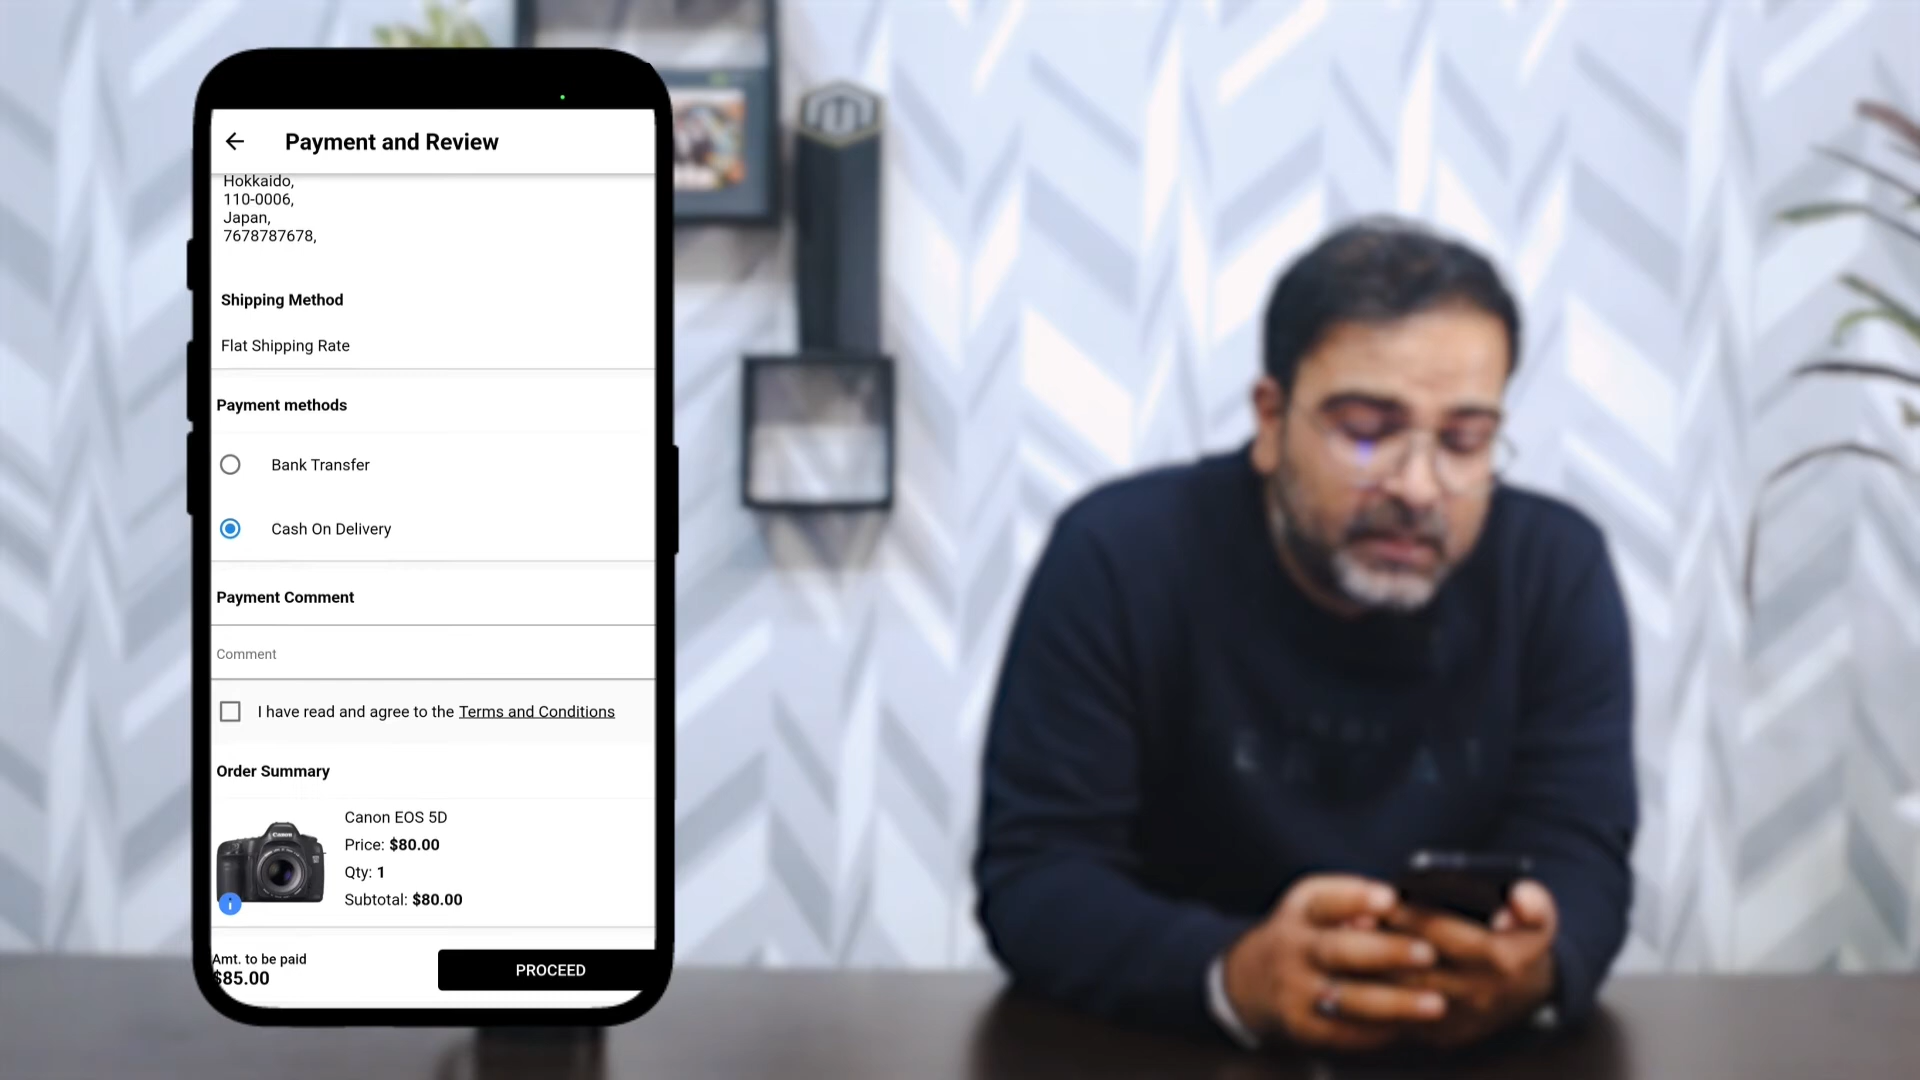 Payment and Review
Hokkaido,
110-0006,
Japan,
7678787678,
Shipping Method
Flat Shipping Rate
Payment methods
Bank Transfer
Cash On Delivery
Payment Comment
Comment
I have read and agree to the Terms and Conditions
Order Summary
Canon
Canon EOS 5D
Price: $80.00
Qty: 1
Subtotal: $80.00
Amt. to be paid
$85.00
PROCEED